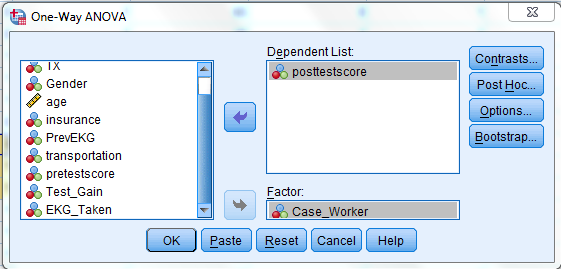 One-Way ANOVA
TX
Gender
age
insurance
PrevEKG
transportation
pretestscore
Test_Gain
EKG_Taken
Dependent List:
posttestscore
Factor:
Case_Worker
Contrasts...
Post Hoc...
Options...
Bootstrap...
OK
Paste
Reset
Cancel
Help